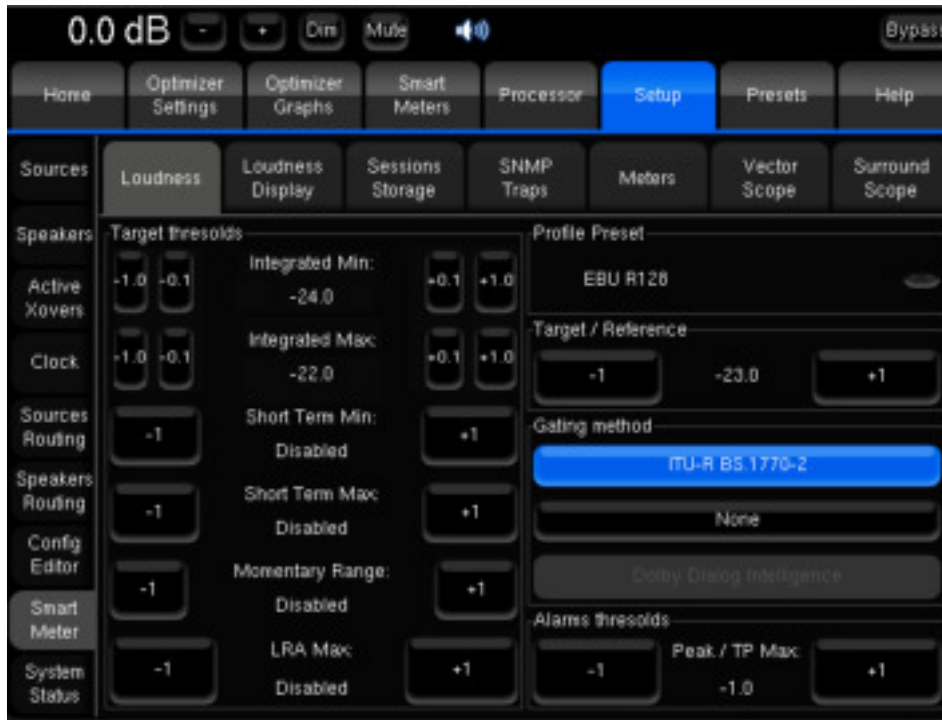 0.0 dB - + Dim Mute Bypass
Home Optimizer Settings Optimizer Graphs Smart Meters Processor Setup Presets Help
Sources
Loudness Loudness Display Sessions Storage SNMP Traps Meters Vector Scope Surround Scope
Speakers
Active Xovers
Clock
Sources Routing
Speakers Routing
Config Editor
Smart Meter
System Status
Target thresolds
Integrated Min:
-1.0 -0.1 -24.0 +0.1 +1.0
Integrated Max:
-1.0 -0.1 -22.0 +0.1 +1.0
Short Term Min:
-1 Disabled +1
Short Term Max:
-1 Disabled +1
Momentary Range:
-1 Disabled +1
LRA Max:
-1 Disabled +1
Profile Preset
EBU R128
Target / Reference
-1 -23.0 +1
Gating method
ITU-R BS.1770-2
None
Dolby Dialog Intelligence
Alarms thresolds
Peak / TP Max:
-1 -1.0 +1